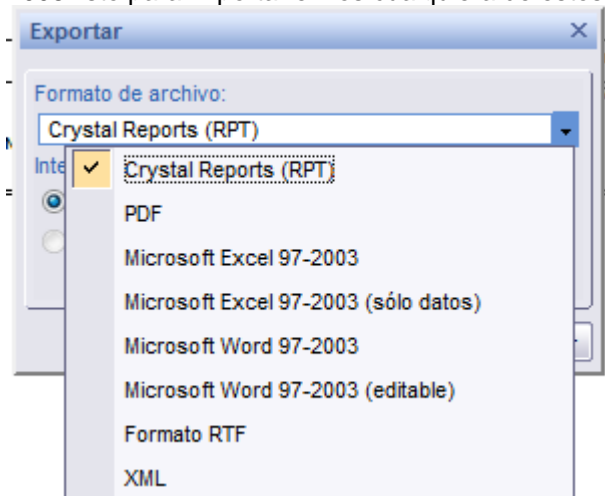 Exportar
Formato de archivo:
Crystal Reports (RPT)
Inte
Crystal Reports (RPT)
PDF
Microsoft Excel 97-2003
Microsoft Excel 97-2003 (sólo datos)
Microsoft Word 97-2003
Microsoft Word 97-2003 (editable)
Formato RTF
XML